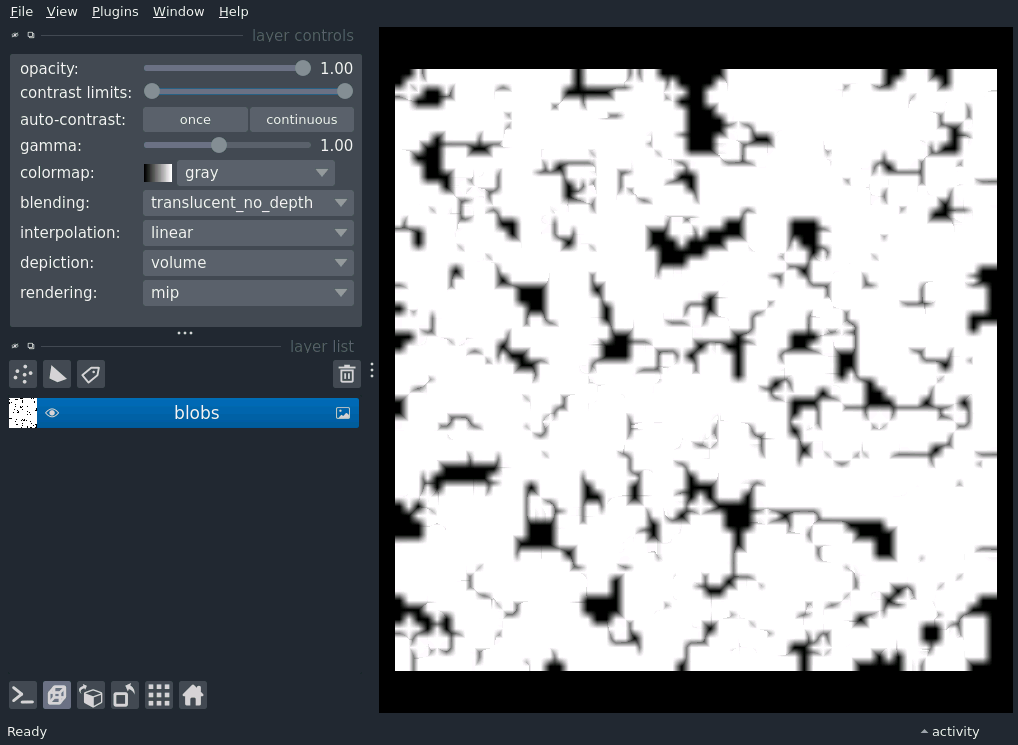 File View Plugins Window Help
layer controls
opacity: 1.00
contrast limits:
auto-contrast: once continuous
gamma: 1.00
colormap: gray
blending: translucent_no_depth
interpolation: linear
depiction: volume
rendering: mip
layer list
blobs
Ready activity